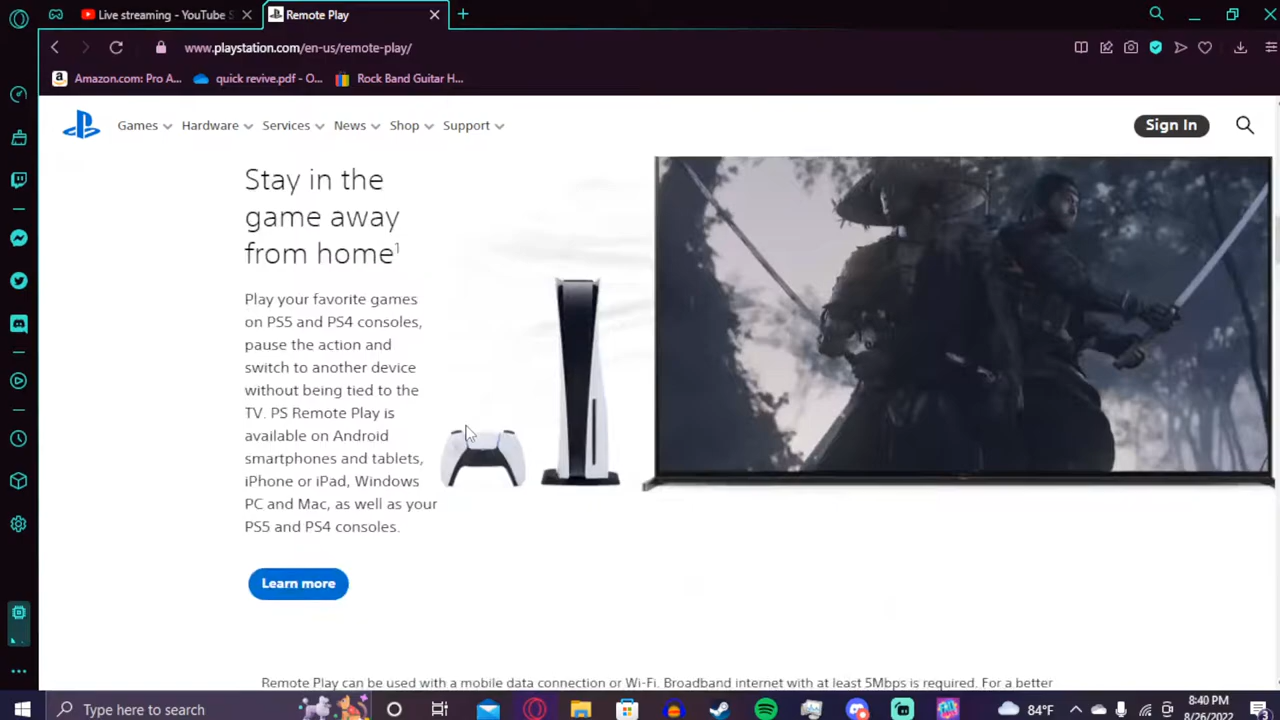 Live streaming - YouTube S
Remote Play
www.playstation.com/en-us/remote-play/
Amazon.com: Pro A...
quick revive.pdf - O...
Rock Band Guitar H...
Games
Hardware
Services
News
Shop
Support
Sign In
Stay in the
game away
from home¹
Play your favorite games
on PS5 and PS4 consoles,
pause the action and
switch to another device
without being tied to the
TV. PS Remote Play is
available on Android
smartphones and tablets,
iPhone or iPad, Windows
PC and Mac, as well as your
PS5 and PS4 consoles.
Learn more
Remote Play can be used with a mobile data connection or Wi-Fi. Broadband internet with at least 5Mbps is required. For a better
Type here to search
84°F
8:40 PM
8/26/2022